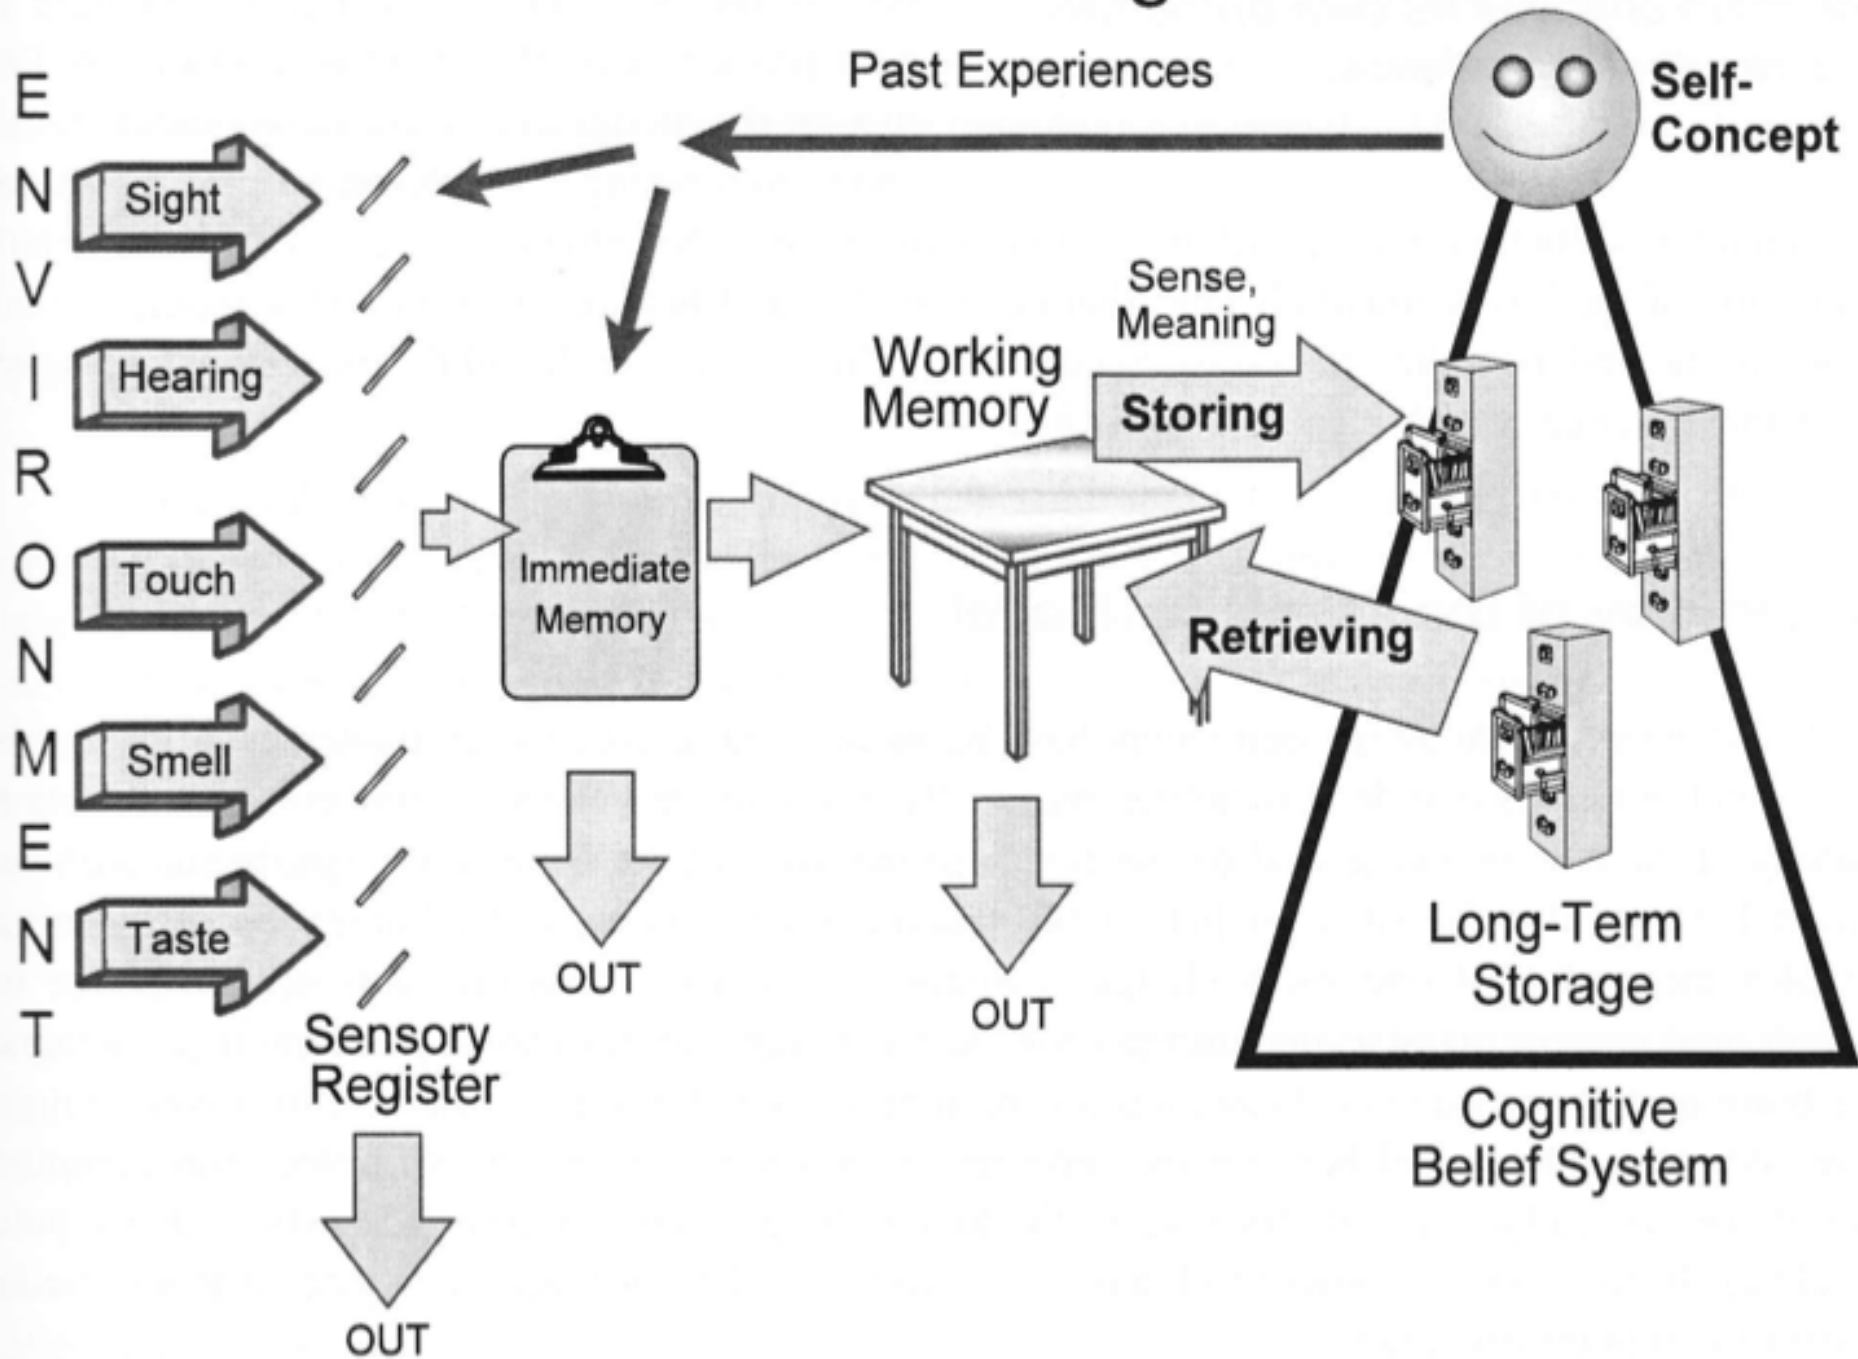 Past Experiences
Self-
Concept
ENVIRONMENT
Sight
Hearing
Touch
Smell
Taste
Sensory
Register
OUT
Immediate
Memory
OUT
Working
Memory
OUT
Sense,
Meaning
Storing
Retrieving
Long-Term
Storage
Cognitive
Belief System